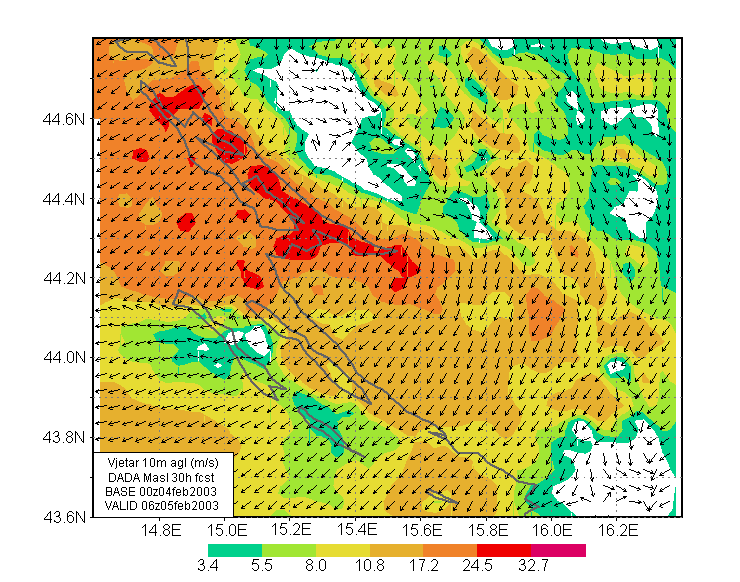 44.6N
44.4N
44.2N
44.0N
43.8N
43.6N
Vjetar 10m agl (m/s)
DADA Masl 30h fcst
BASE 00z04feb2003
VALID 06z05feb2003
14.8E 15.0E 15.2E 15.4E 15.6E 15.8E 16.0E 16.2E
3.4 5.5 8.0 10.8 17.2 24.5 32.7